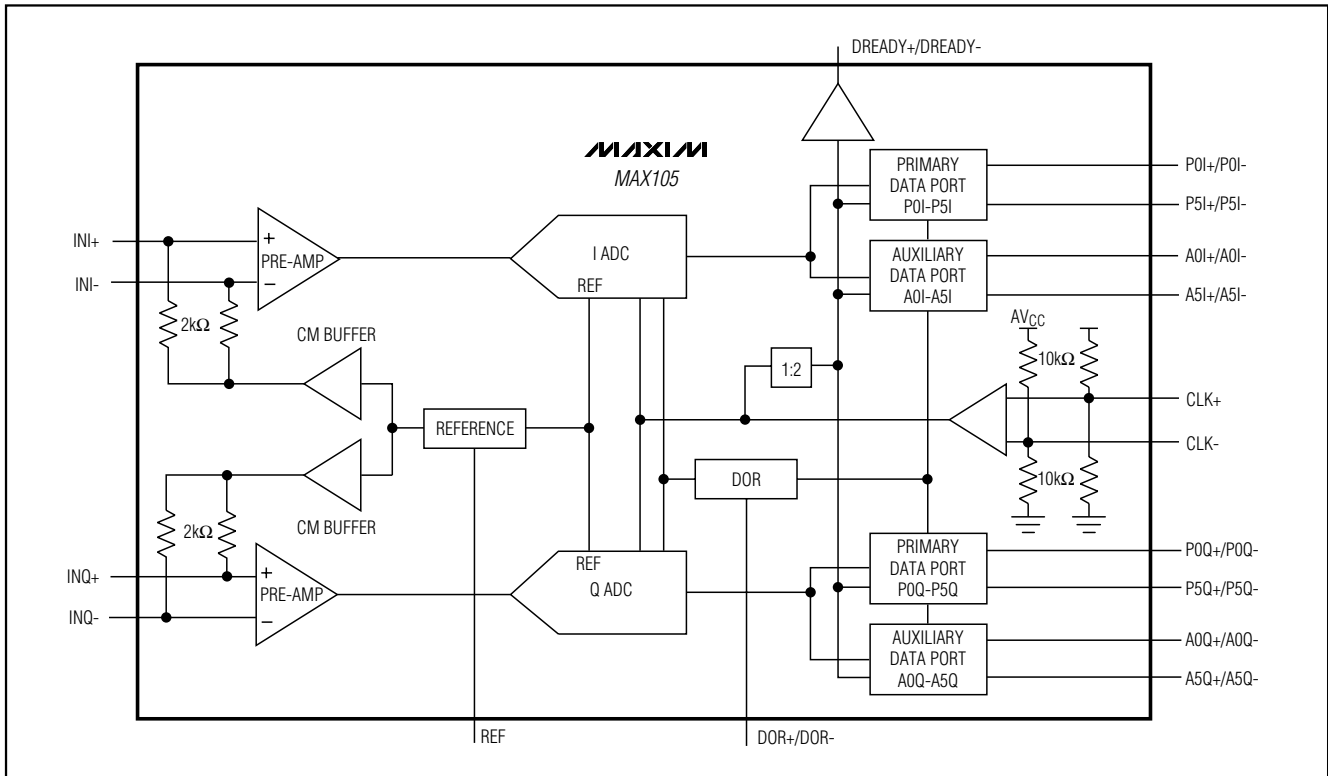 DREADY+/DREADY-
MAXIM
MAX105
PRIMARY
DATA PORT
P0I-P5I
P0I+/P0I-
P5I+/P5I-
INI+
INI-
+
PRE-AMP
−
I ADC
REF
AUXILIARY
DATA PORT
A0I-A5I
A0I+/A0I-
A5I+/A5I-
2kΩ
CM BUFFER
1:2
AVCC
10kΩ
CLK+
CLK-
REFERENCE
10kΩ
DOR
CM BUFFER
2kΩ
INQ+
INQ-
+
PRE-AMP
−
REF
Q ADC
PRIMARY
DATA PORT
P0Q-P5Q
P0Q+/P0Q-
P5Q+/P5Q-
AUXILIARY
DATA PORT
A0Q-A5Q
A0Q+/A0Q-
A5Q+/A5Q-
REF
DOR+/DOR-